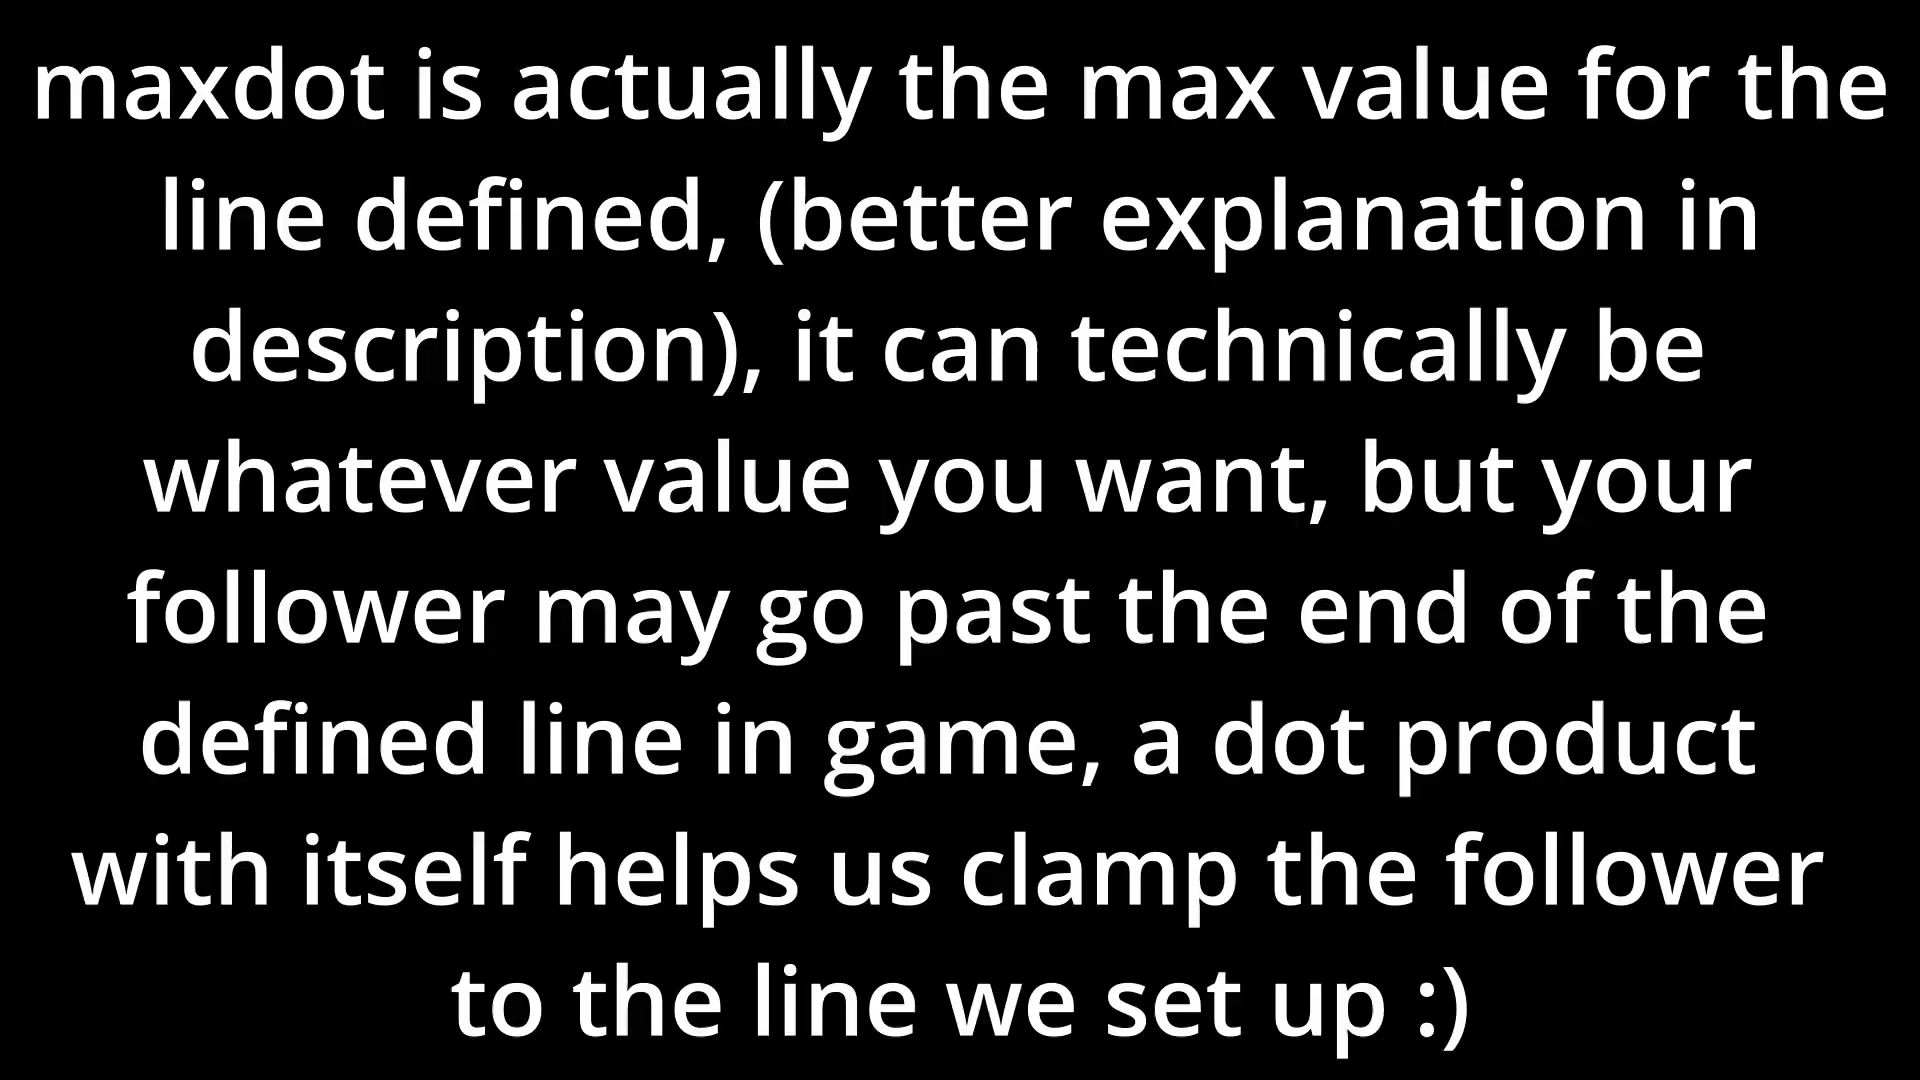 maxdot is actually the max value for the
line defined, (better explanation in
description), it can technically be
whatever value you want, but your
follower may go past the end of the
defined line in game, a dot product
with itself helps us clamp the follower
to the line we set up :)